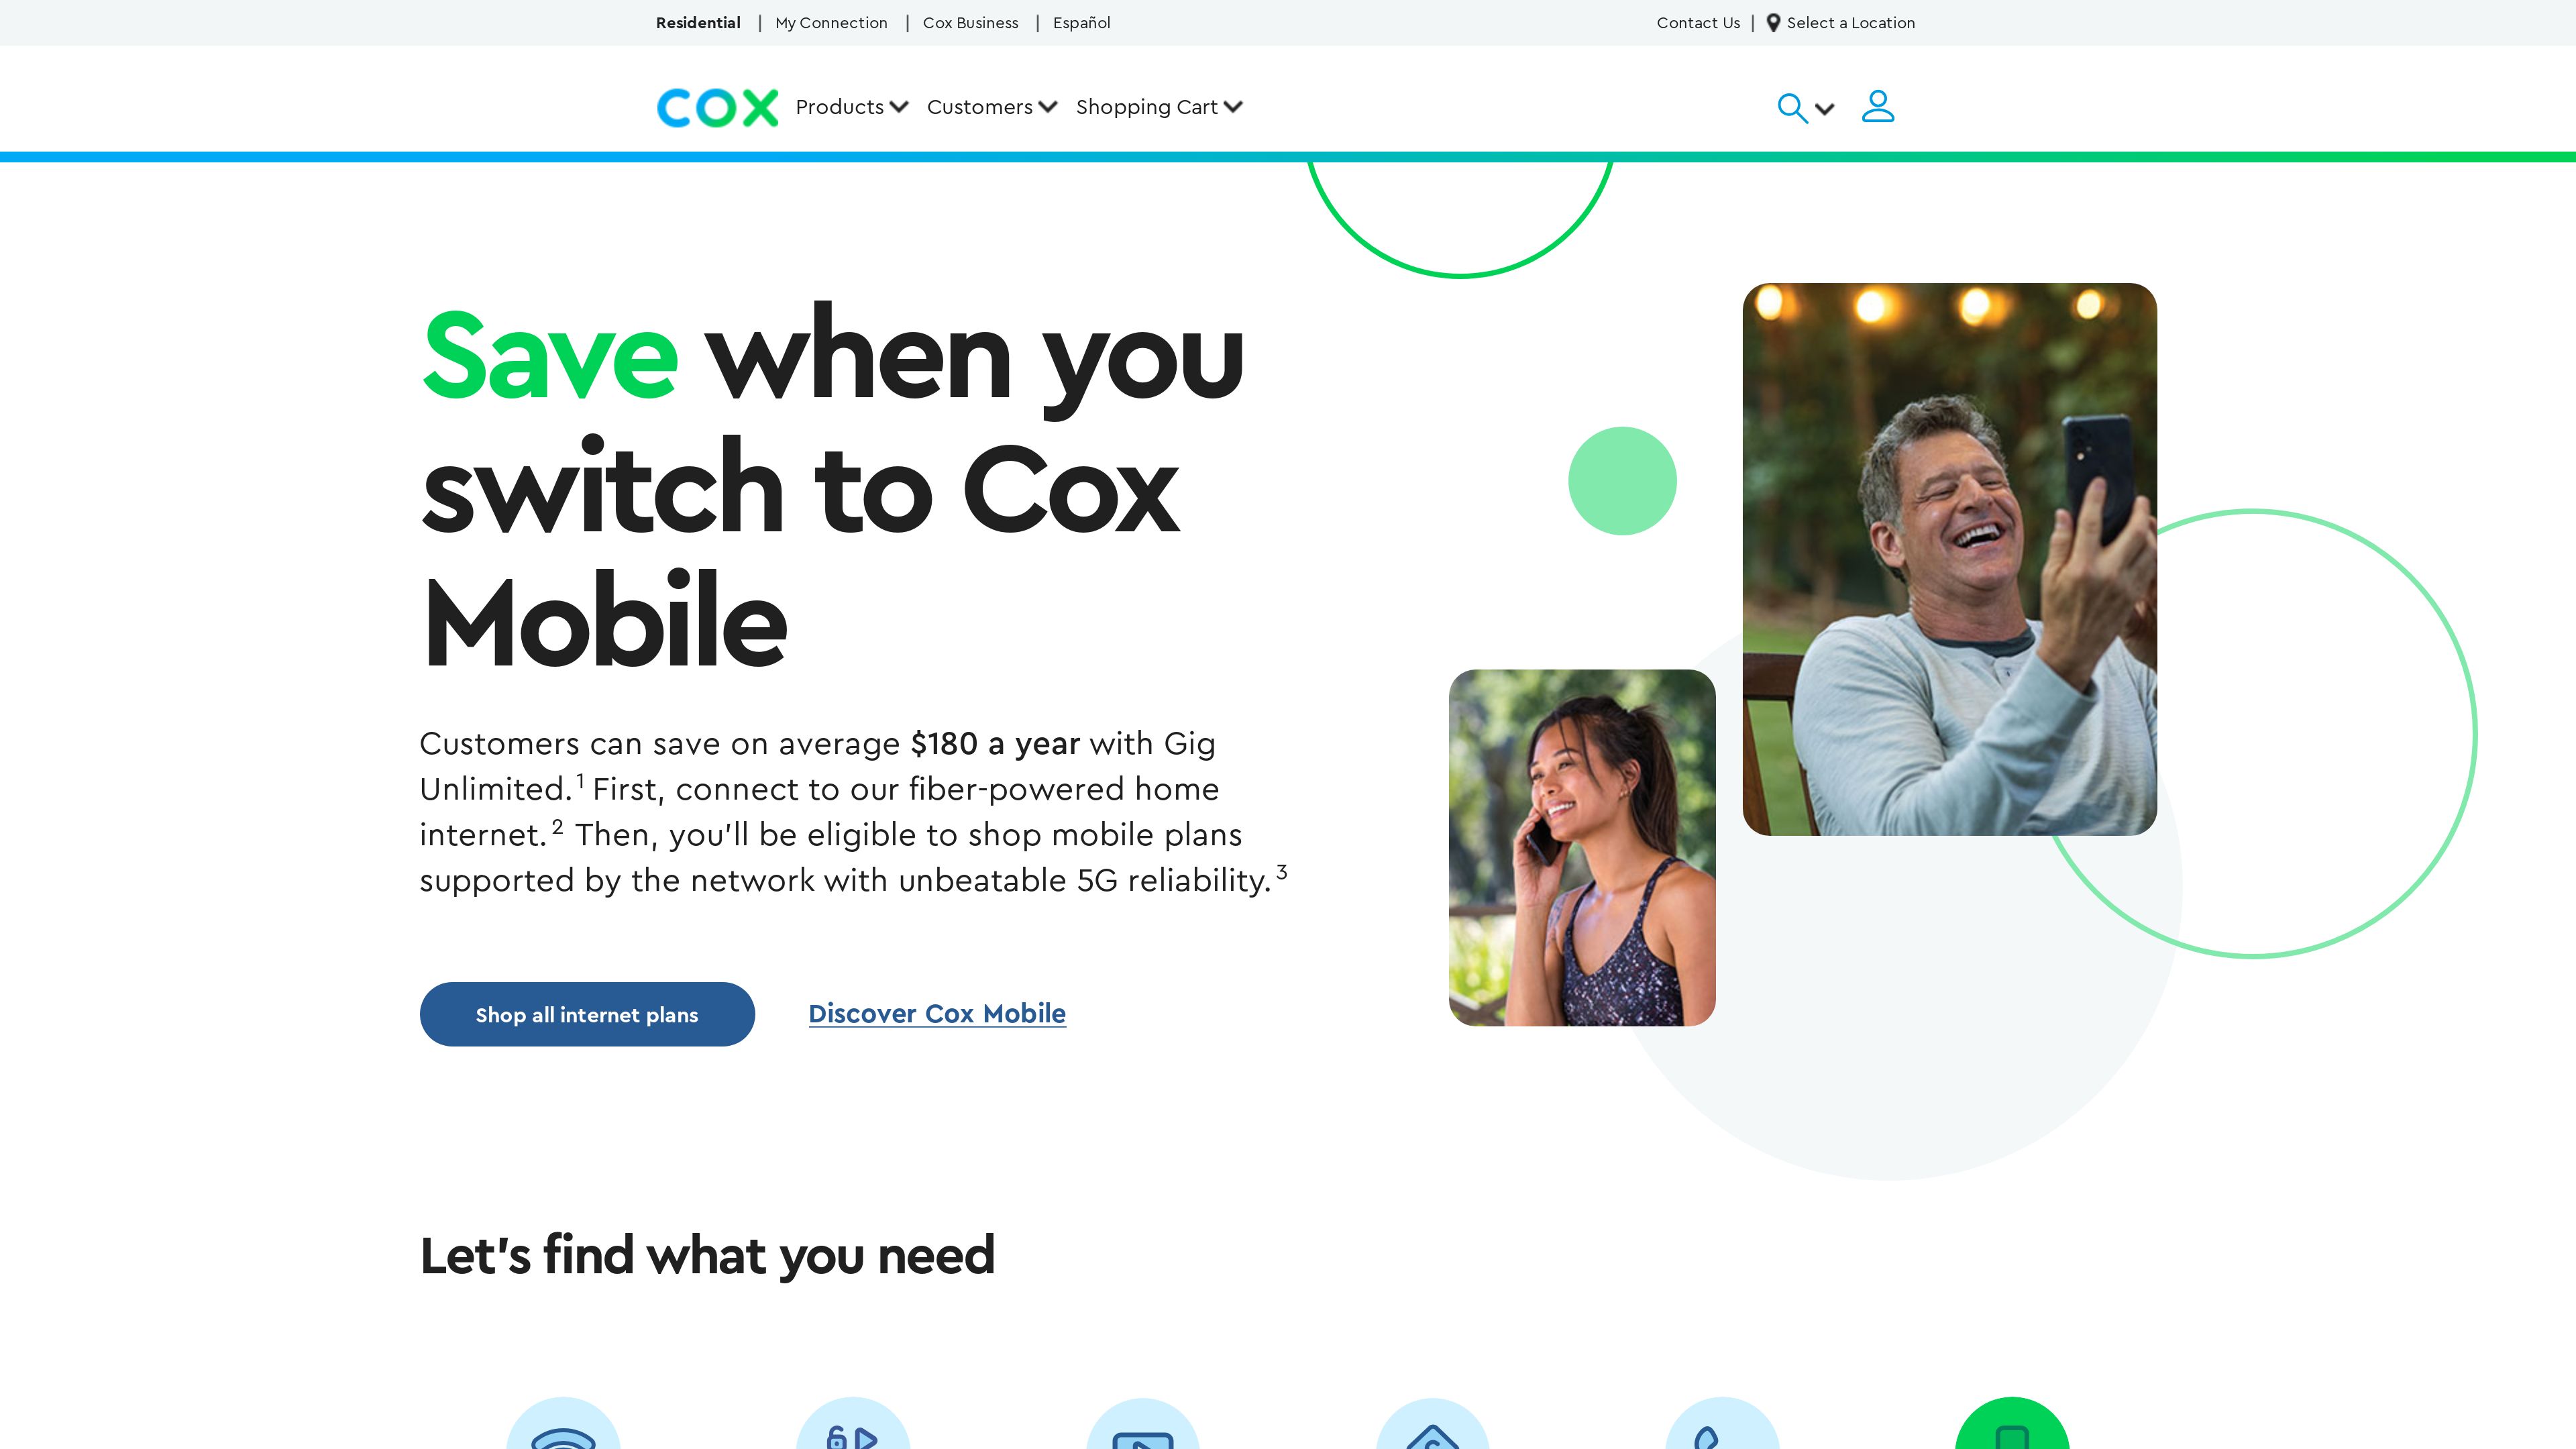 Residential | My Connection | Cox Business | Español
Contact Us | Select a Location
COX Products Customers Shopping Cart
Save when you
switch to Cox
Mobile
Customers can save on average $180 a year with Gig
Unlimited.1 First, connect to our fiber-powered home
internet.2 Then, you'll be eligible to shop mobile plans
supported by the network with unbeatable 5G reliability.3
Shop all internet plans
Discover Cox Mobile
Let's find what you need